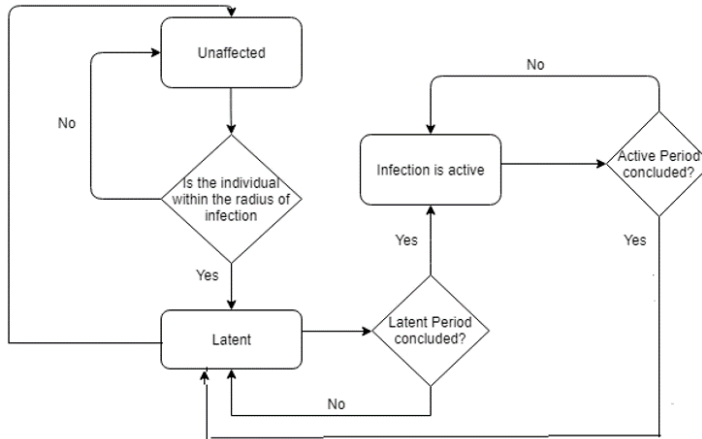 Unaffected
No
Is the individual
within the radius of
infection
Yes
Latent
Latent Period
concluded?
No
Yes
Infection is active
No
Active Period
concluded?
Yes